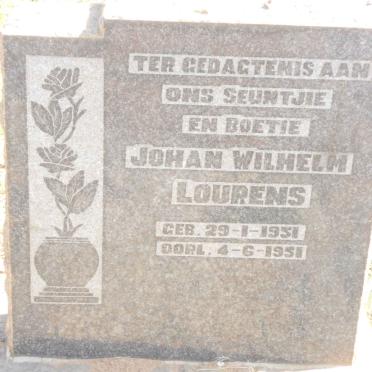 TER GEDAGTENIS AAN
ONS SEUNTJIE
EN BOETIE
JOHAN WILHELM
LOURENS
GEB. 29-1-1951
OORL. 4-6-1951